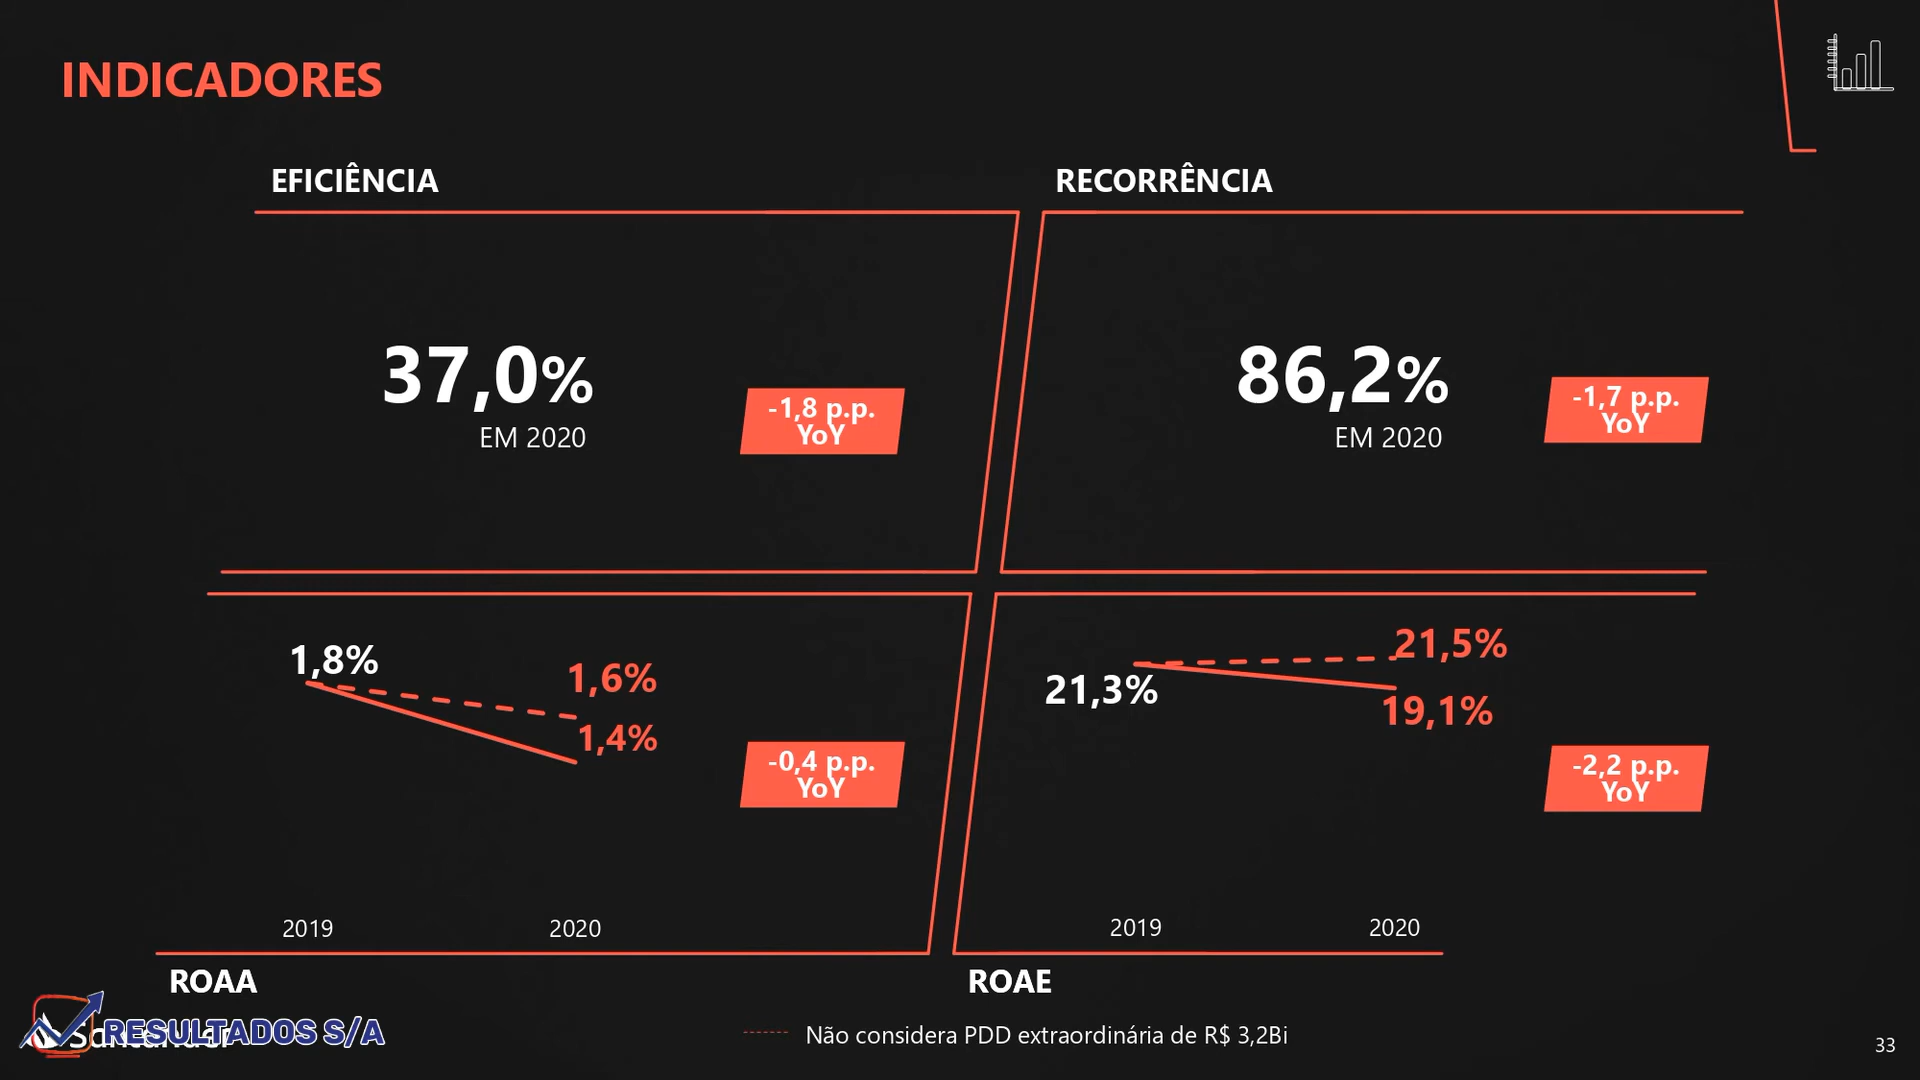 INDICADORES
EFICIÊNCIA
37,0%
EM 2020
-1,8 p.p.
YoY
RECORRÊNCIA
86,2%
EM 2020
-1,7 p.p.
YoY
1,8%
1,6%
1,4%
-0,4 p.p.
YoY
2019
2020
ROAA
21,3%
21,5%
19,1%
-2,2 p.p.
YoY
2019
2020
ROAE
Santander
RESULTADOS S/A
Não considera PDD extraordinária de R$ 3,2Bi
33